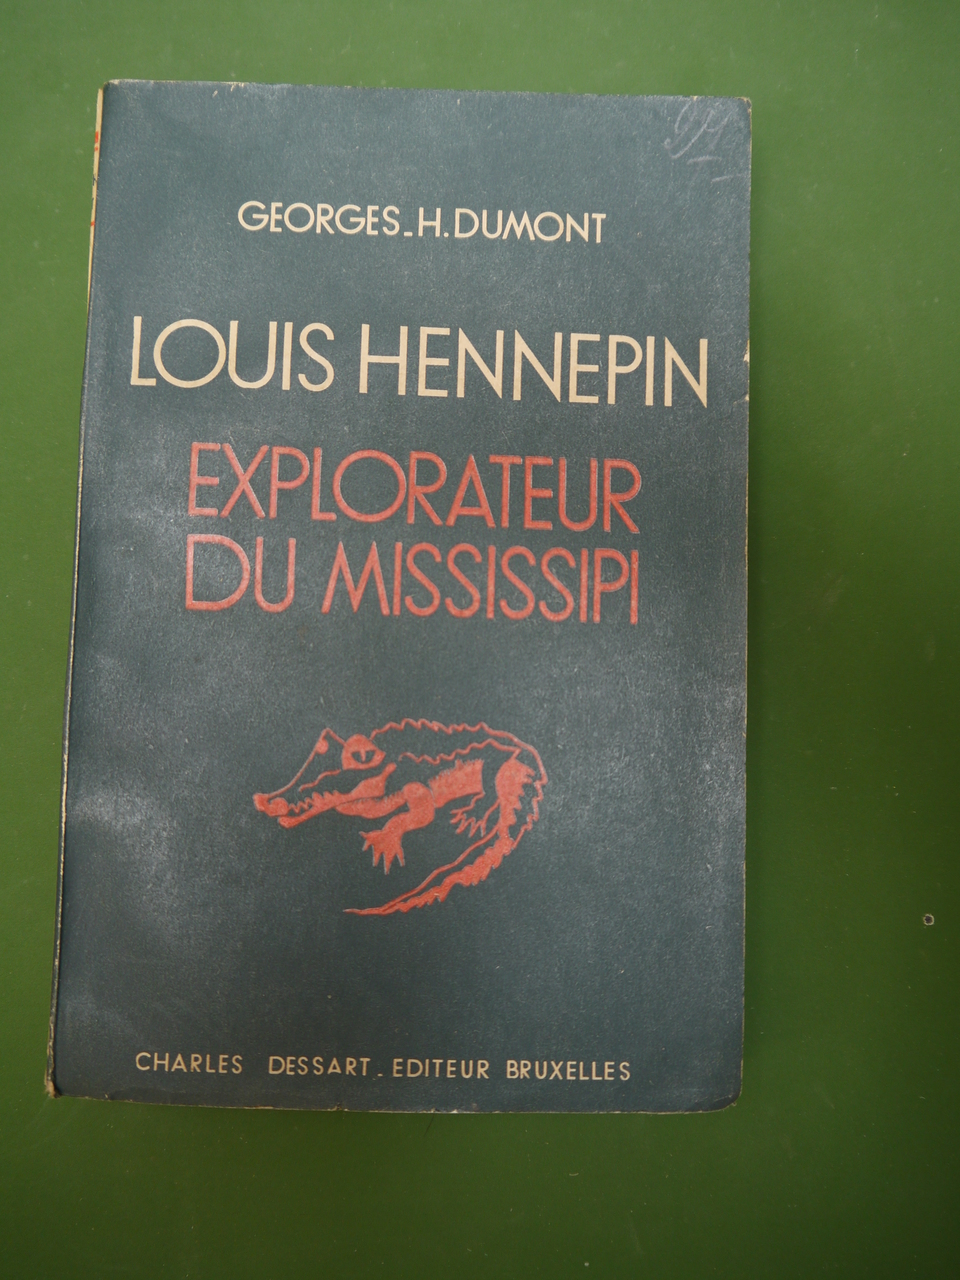 GEORGES-H. DUMONT
LOUIS HENNEPIN
EXPLORATEUR
DU MISSISSIPI
CHARLES DESSART - EDITEUR BRUXELLES